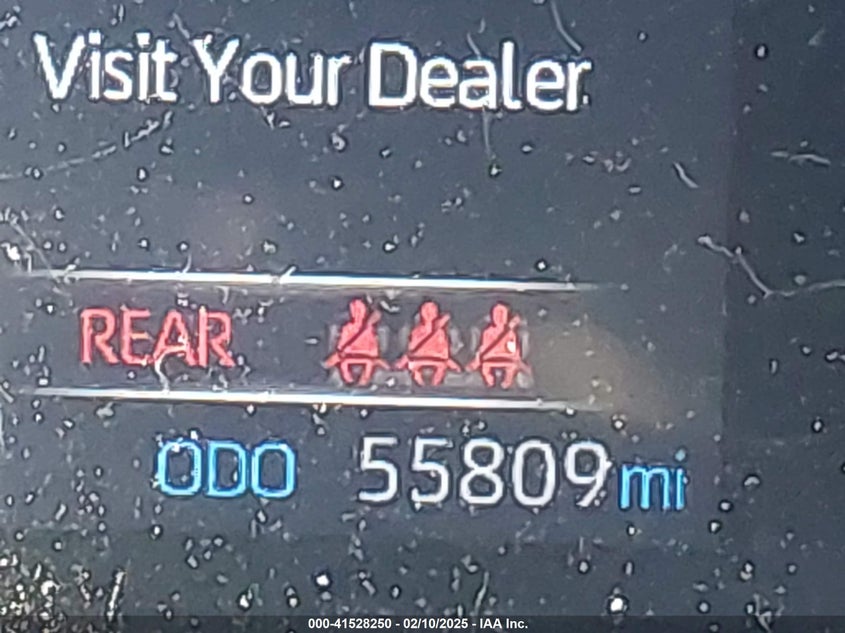 Visit Your Dealer
REAR
ODO 55809 mi
000-41528250 - 02/10/2025 - IAA Inc.